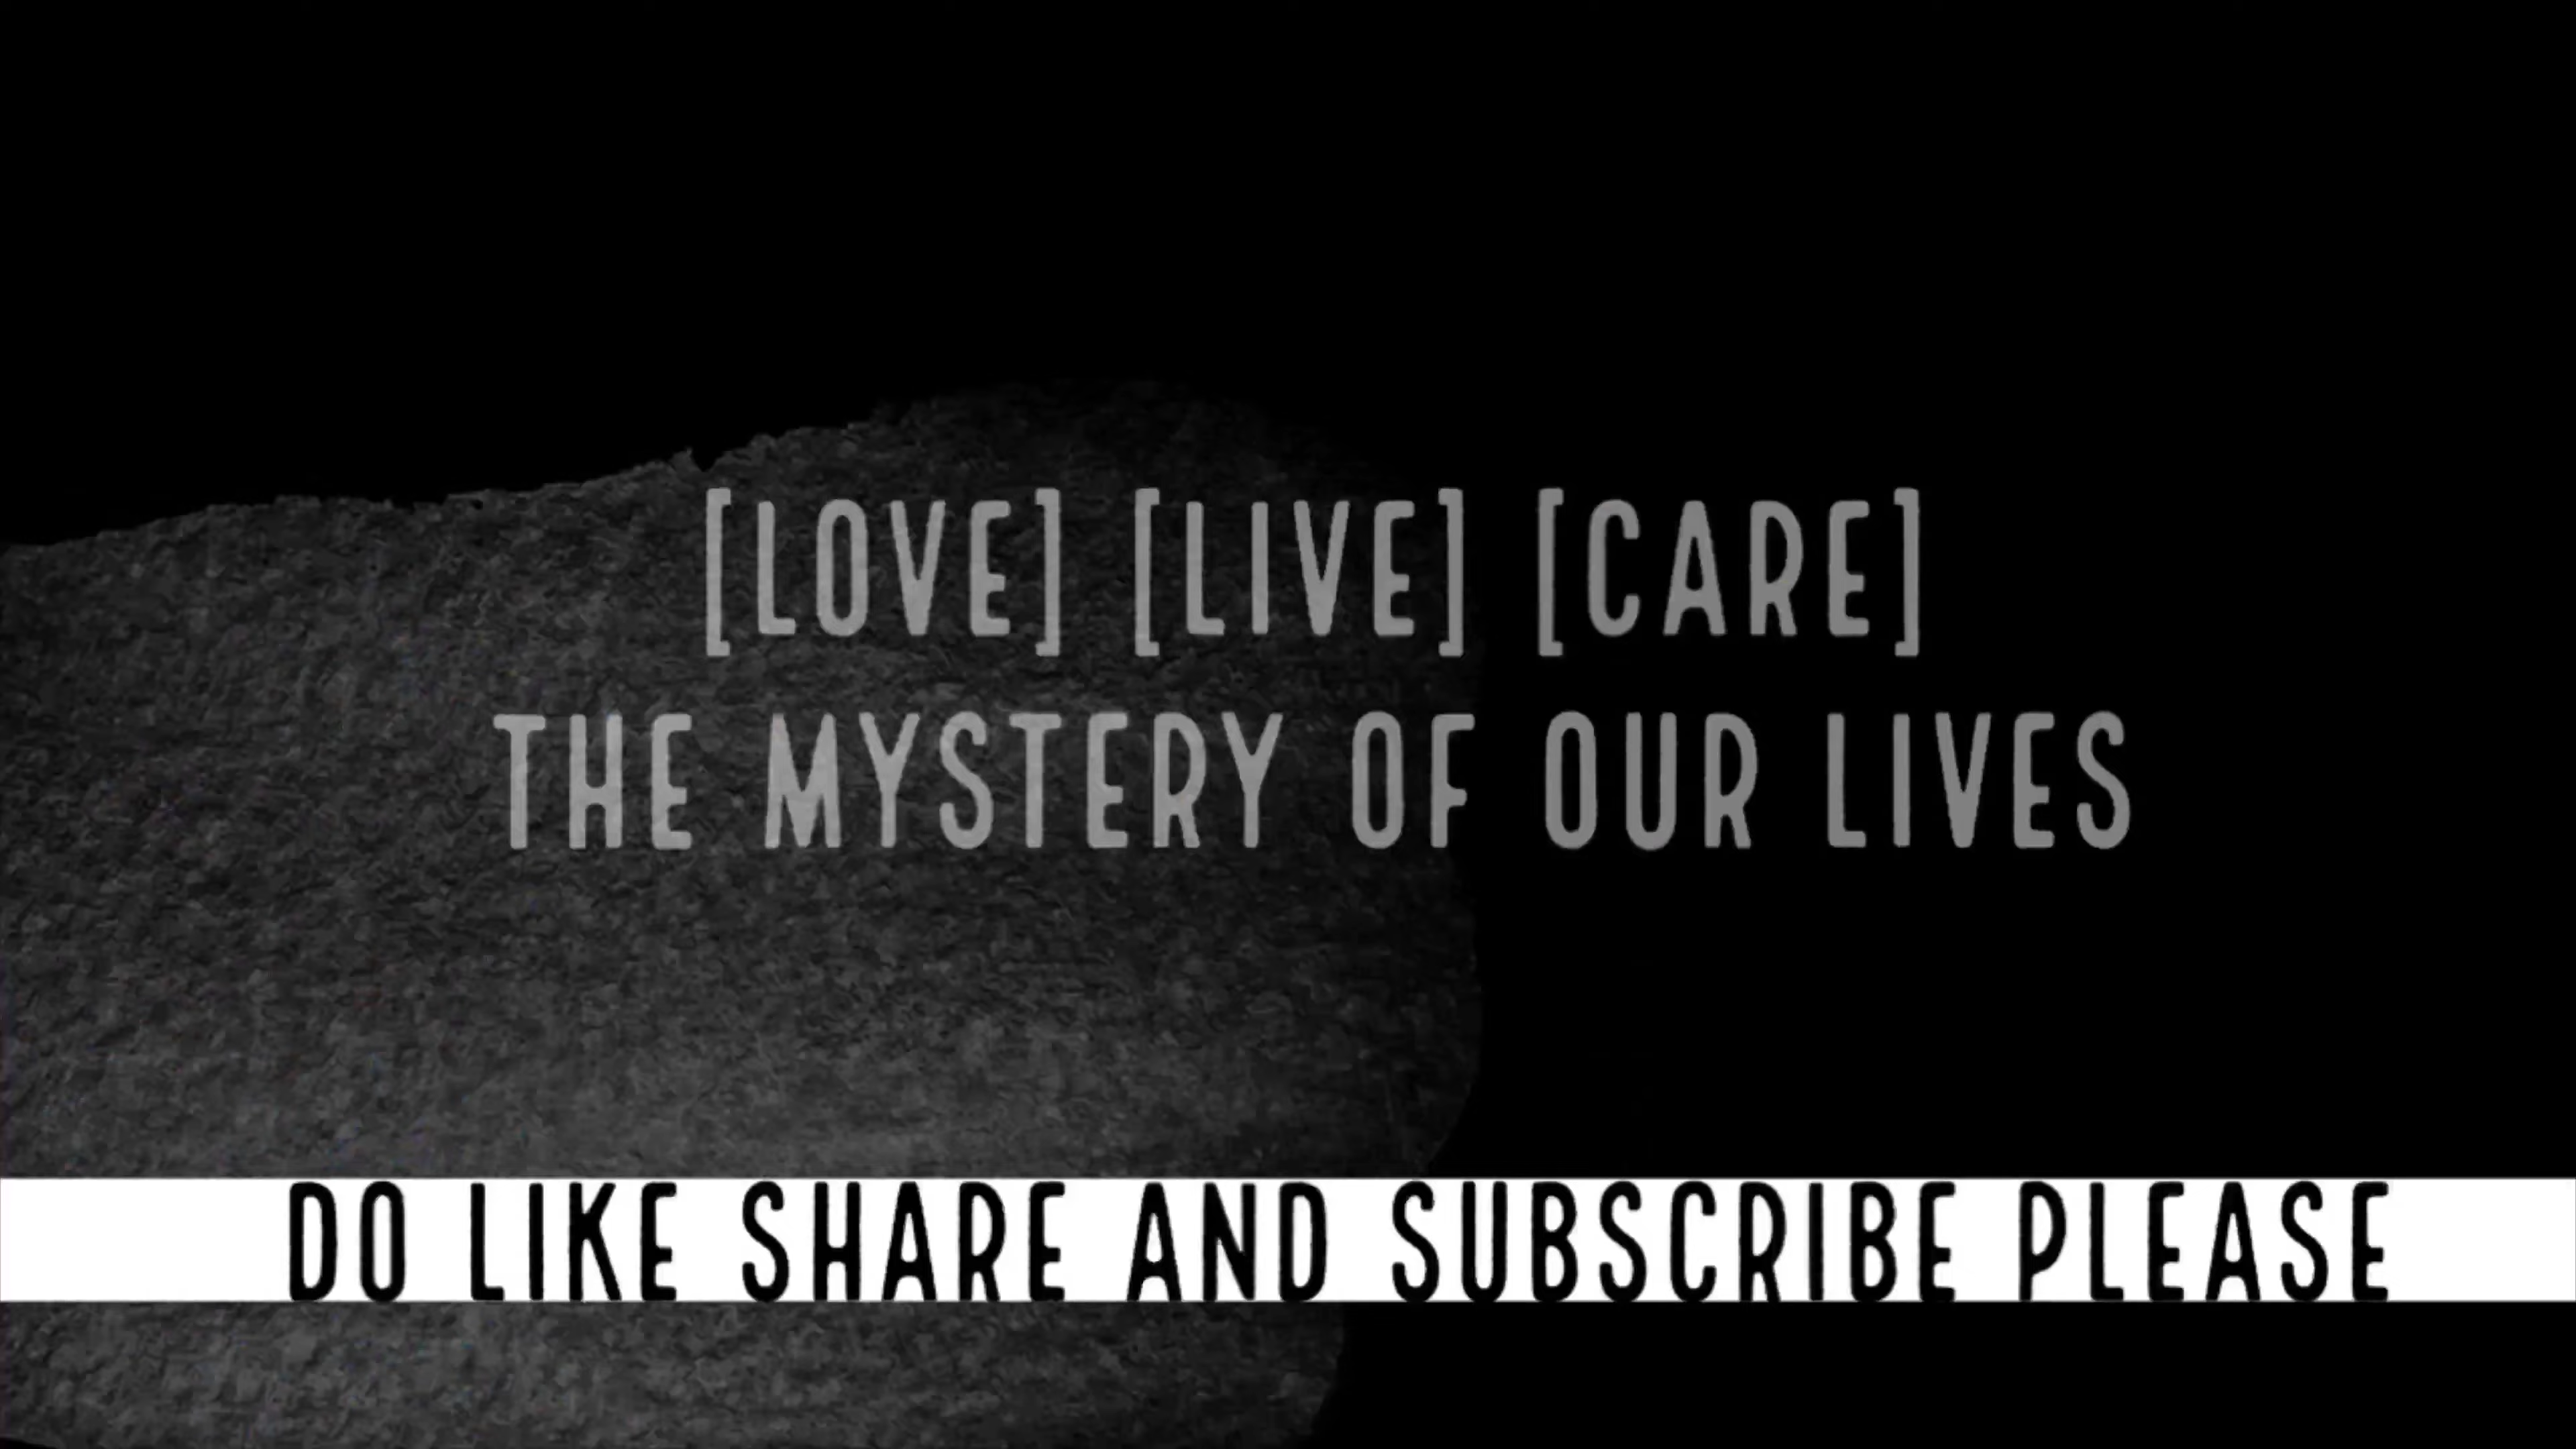 [LOVE] [LIVE] [CARE]
THE MYSTERY OF OUR LIVES
DO LIKE SHARE AND SUBSCRIBE PLEASE